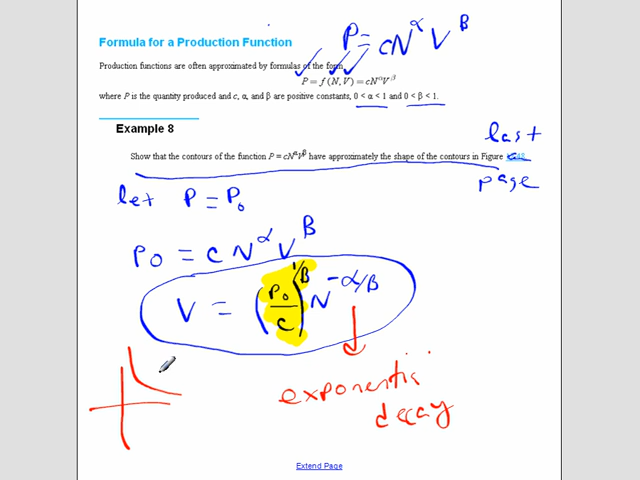 P = cN^α V^β
Formula for a Production Function
Production functions are often approximated by formulas of the form
P = f (N, V) = cN^α V^β
where P is the quantity produced and c, α, and β are positive constants, 0 < α < 1 and 0 < β < 1.
Example 8
last
Show that the contours of the function P = cN^α V^β have approximately the shape of the contours in Figure
page
let P = P₀
P₀ = c N^α V^β
V = (P₀/c)^1/β N^-α/β
exponential
decay
Extend Page